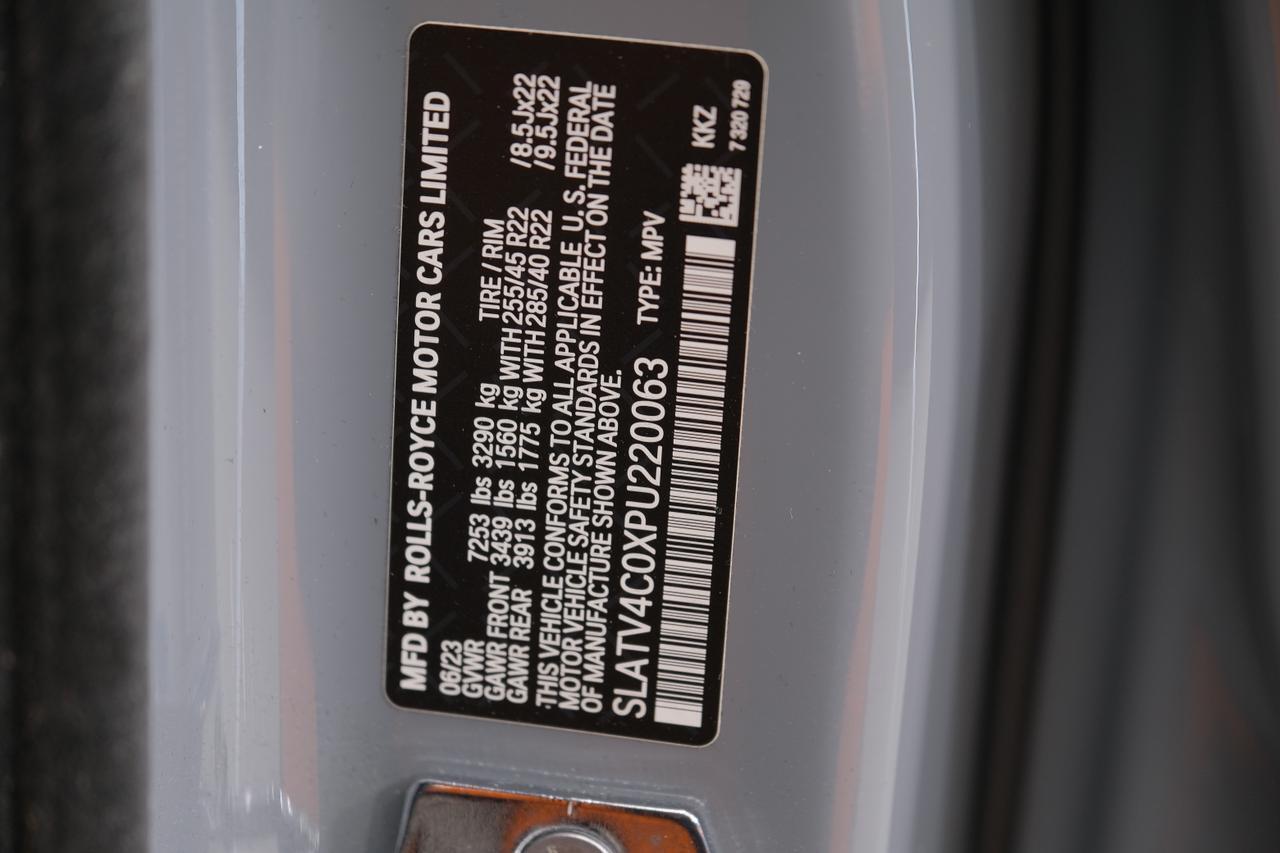 MFD BY ROLLS-ROYCE MOTOR CARS LIMITED
06/23 TIRE / RIM
GVWR 7253 lbs 3290 kg
GAWR FRONT 3439 lbs 1560 kg WITH 255/45 R22 /8.5Jx22
GAWR REAR 3913 lbs 1775 kg WITH 285/40 R22 /9.5Jx22
THIS VEHICLE CONFORMS TO ALL APPLICABLE U. S. FEDERAL
MOTOR VEHICLE SAFETY STANDARDS IN EFFECT ON THE DATE
OF MANUFACTURE SHOWN ABOVE.
SLATV4C0XPU220063 TYPE: MPV
KKZ
7 320 729